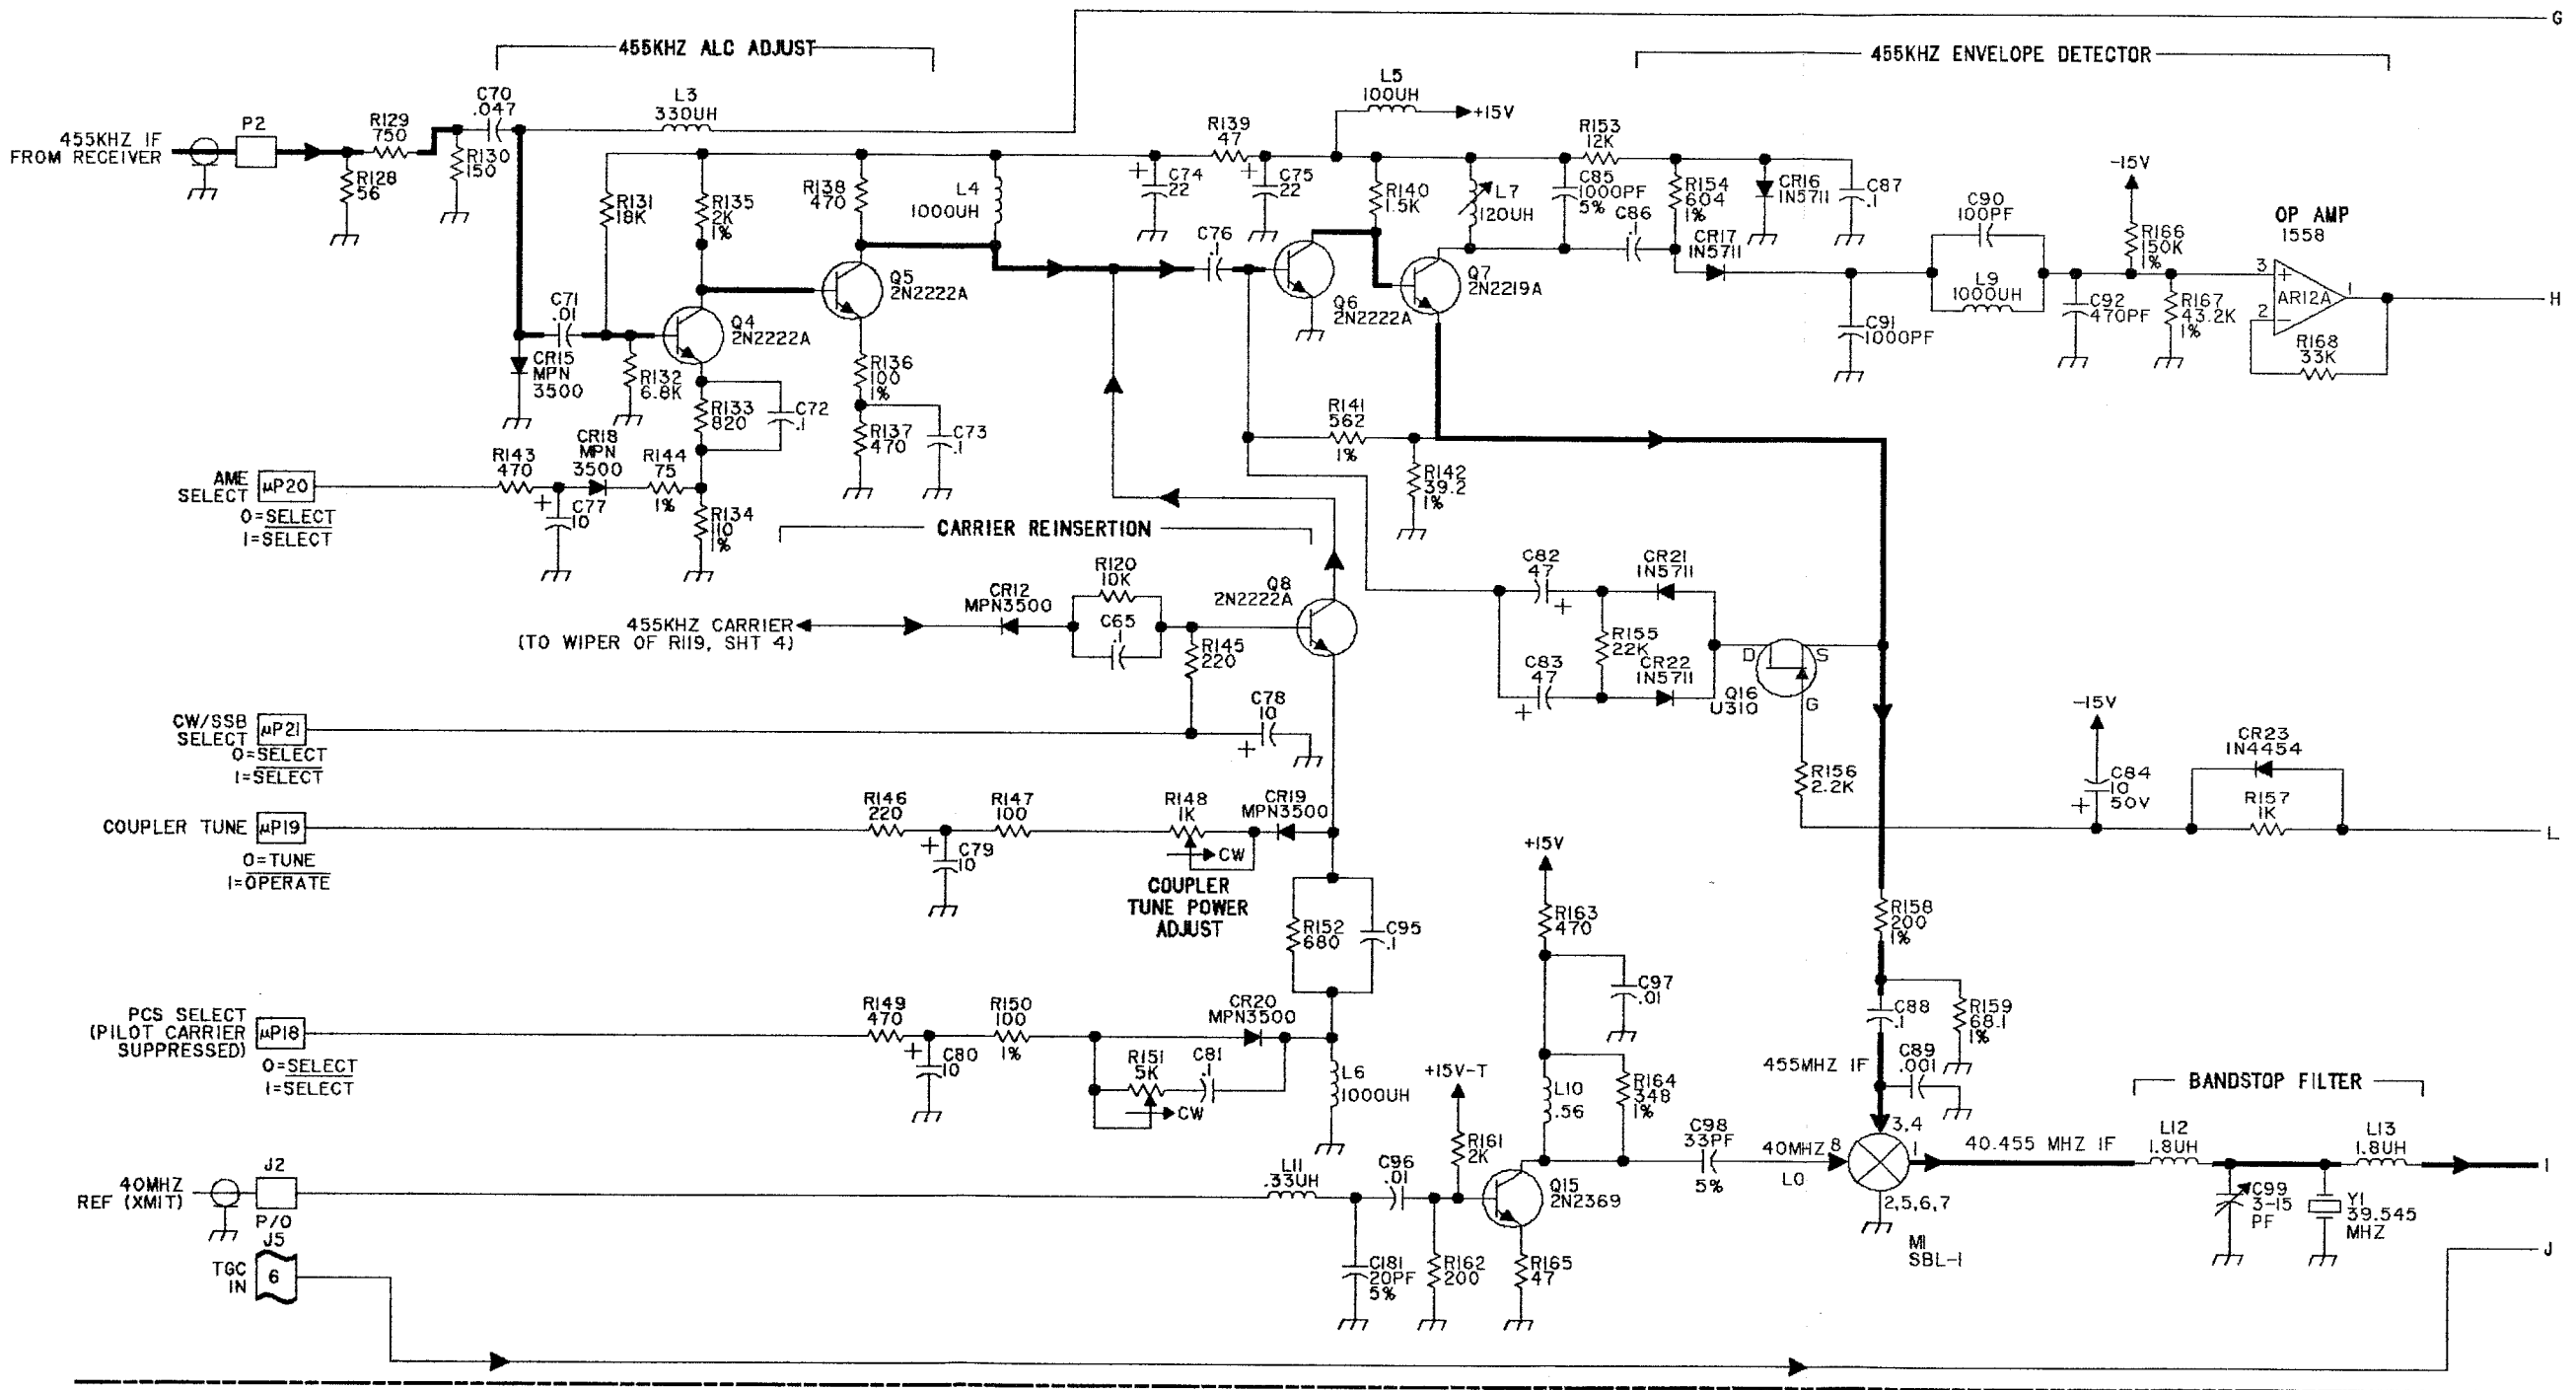 G
455KHZ ALC ADJUST
455KHZ ENVELOPE DETECTOR
455KHZ IF
FROM RECEIVER
P2
R128
56
R129
750
R130
150
C70
.047
L3
330UH
R131
18K
R135
2K
1%
R138
470
L4
1000UH
C74
22
R139
47
C75
22
L5
100UH
+15V
R140
1.5K
L7
120UH
C85
1000PF
5%
R153
12K
R154
604
1%
CR16
1N5711
C87
.1
C86
.1
CR17
1N5711
C90
100PF
L9
1000UH
-15V
R166
150K
1%
OP AMP
1558
3
+
AR12A
1
2
-
H
R168
33K
C91
1000PF
C92
470PF
R167
43.2K
1%
C71
.01
CR15
MPN
3500
R132
6.8K
Q4
2N2222A
Q5
2N2222A
C76
.1
Q6
2N2222A
Q7
2N2219A
R133
820
C72
.1
R136
100
1%
R137
470
C73
.1
R141
562
1%
R142
39.2
1%
AME
SELECT
μP20
0=SELECT
1=SELECT
R143
470
CR18
MPN
3500
C77
10
R144
75
1%
R134
110
1%
CARRIER REINSERTION
455KHZ CARRIER
(TO WIPER OF R119, SHT 4)
CR12
MPN3500
R120
10K
C65
.1
R145
220
Q8
2N2222A
C82
47
CR21
1N5711
R155
22K
C83
47
CR22
1N5711
D
S
G
Q16
U310
R156
2.2K
CW/SSB
SELECT
μP21
0=SELECT
1=SELECT
C78
10
-15V
C84
10
50V
CR23
1N4454
R157
1K
L
COUPLER TUNE
μP19
0=TUNE
1=OPERATE
R146
220
C79
10
R147
100
R148
1K
CW
CR19
MPN3500
COUPLER
TUNE POWER
ADJUST
R152
680
C95
.1
+15V
R163
470
C97
.01
R158
200
1%
C88
.1
R159
68.1
1%
PCS SELECT
(PILOT CARRIER
SUPPRESSED)
μP18
0=SELECT
1=SELECT
R149
470
C80
10
R150
100
1%
R151
5K
CW
C81
.1
CR20
MPN3500
L6
1000UH
+15V-T
R161
2K
L10
.56
R164
348
1%
C98
33PF
5%
455MHZ IF
C89
.001
3,4
40MHZ
LO
8
1
2,5,6,7
M1
SBL-1
40.455 MHZ IF
BANDSTOP FILTER
L12
1.8UH
L13
1.8UH
I
C99
3-15
PF
Y1
39.545
MHZ
40MHZ
REF (XMIT)
J2
P/O
J5
L11
.33UH
C96
.01
C181
20PF
5%
R162
200
Q15
2N2369
R165
47
TGC
IN
6
J